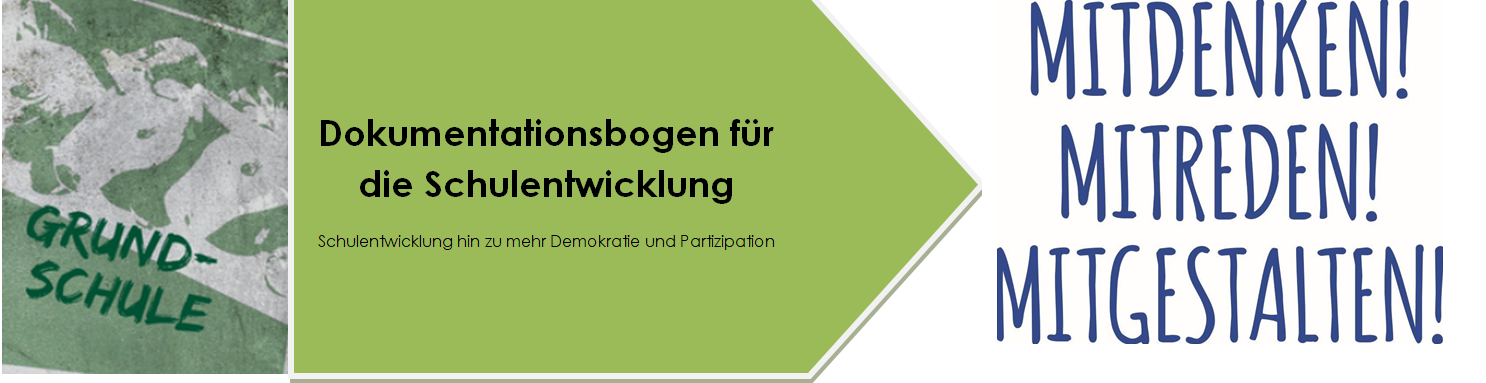 GRUND-
SCHULE
Dokumentationsbogen für
die Schulentwicklung
Schulentwicklung hin zu mehr Demokratie und Partizipation
MITDENKEN!
MITREDEN!
MITGESTALTEN!